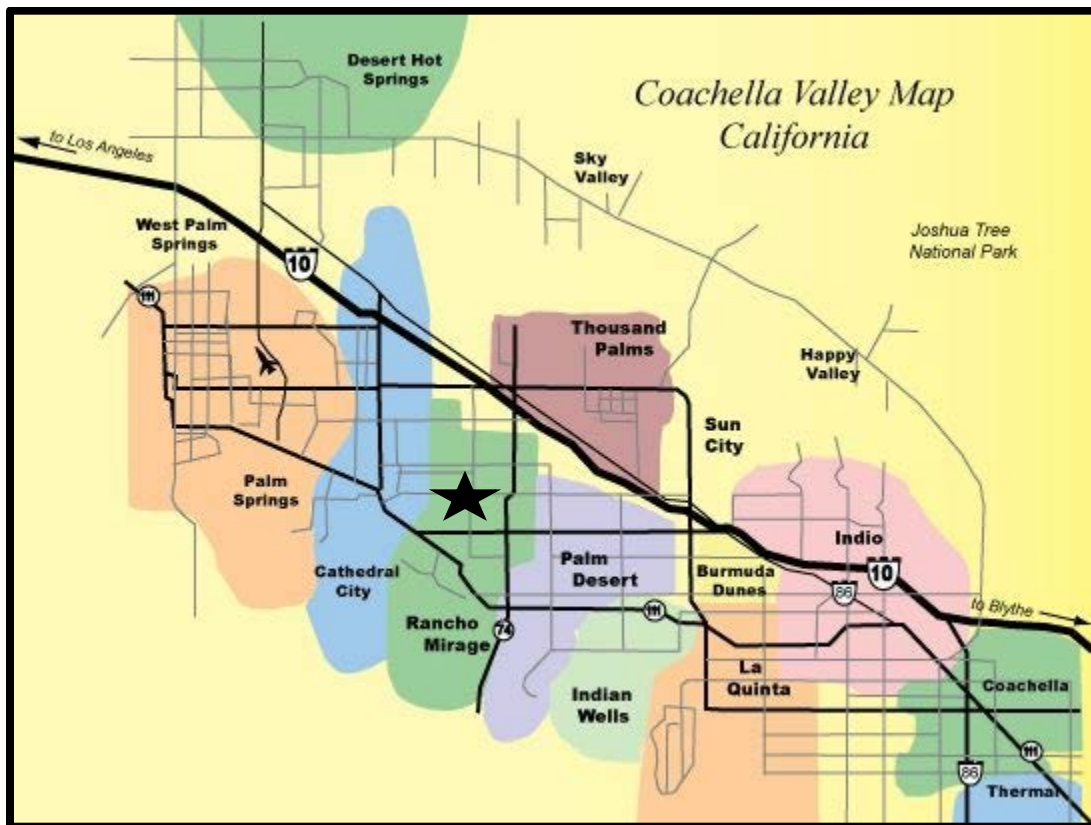 Desert Hot
Springs
Coachella Valley Map
California
to Los Angeles
Sky
Valley
West Palm
Springs
Joshua Tree
National Park
10
111
Thousand
Palms
Happy
Valley
Sun
City
Palm
Springs
Indio
Cathedral
City
Palm
Desert
Burmuda
Dunes
10
86
to Blythe
Rancho
Mirage
111
74
La
Quinta
Coachella
Indian
Wells
111
86
Thermal